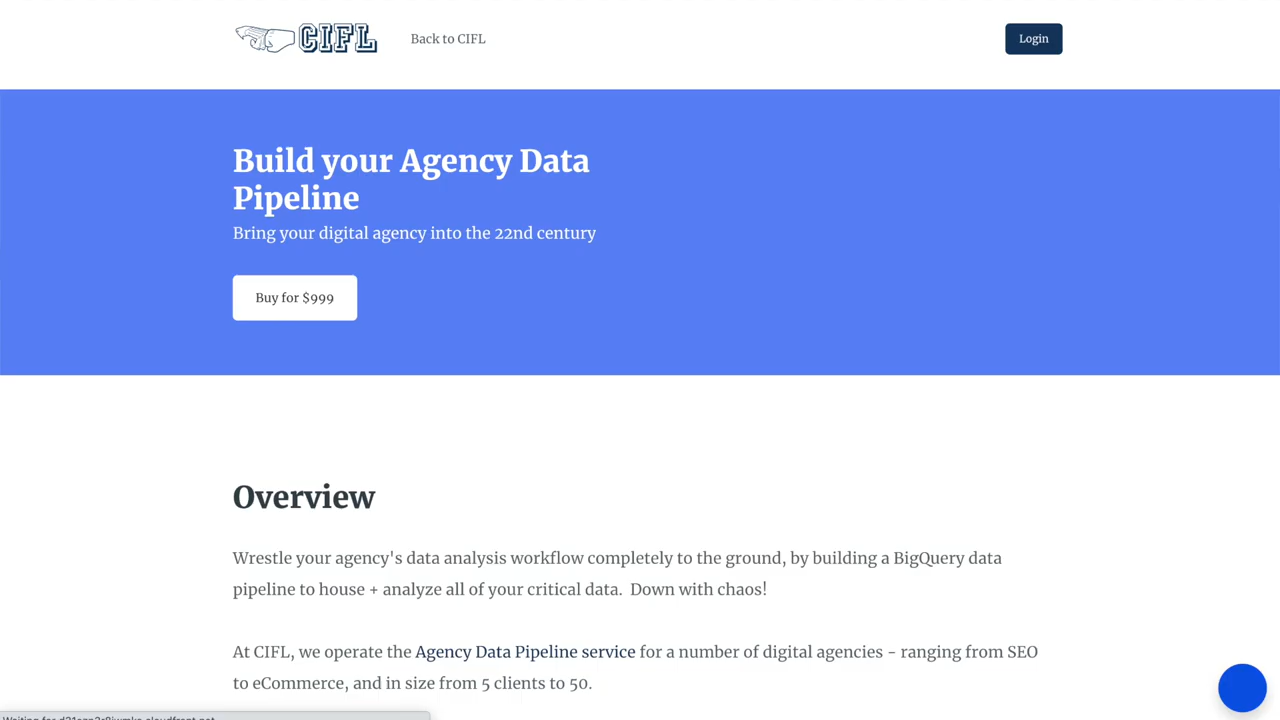 CIFL
Back to CIFL
Login
Build your Agency Data
Pipeline
Bring your digital agency into the 22nd century
Buy for $999
Overview
Wrestle your agency's data analysis workflow completely to the ground, by building a BigQuery data
pipeline to house + analyze all of your critical data.  Down with chaos!
At CIFL, we operate the Agency Data Pipeline service for a number of digital agencies - ranging from SEO
to eCommerce, and in size from 5 clients to 50.
Waiting for